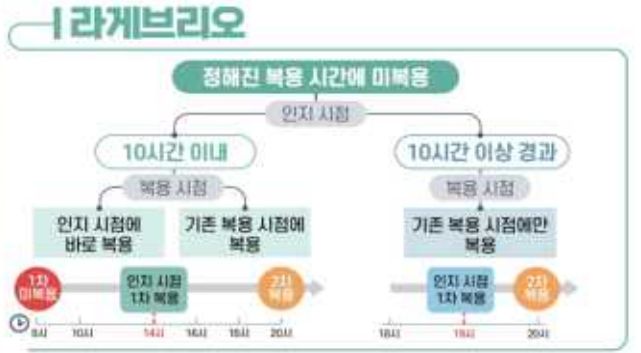 라게브리오
정해진 복용 시간에 미복용
인지 시점
10시간 이내
10시간 이상 경과
복용 시점
복용 시점
인지 시점에
바로 복용
기존 복용 시점에
복용
기존 복용 시점에만
복용
1차
미복용
인지 시점
1차 복용
2차
복용
인지 시점
1차 복용
2차
복용
8시 10시 14시 16시 18시 20시
18시 19시 20시